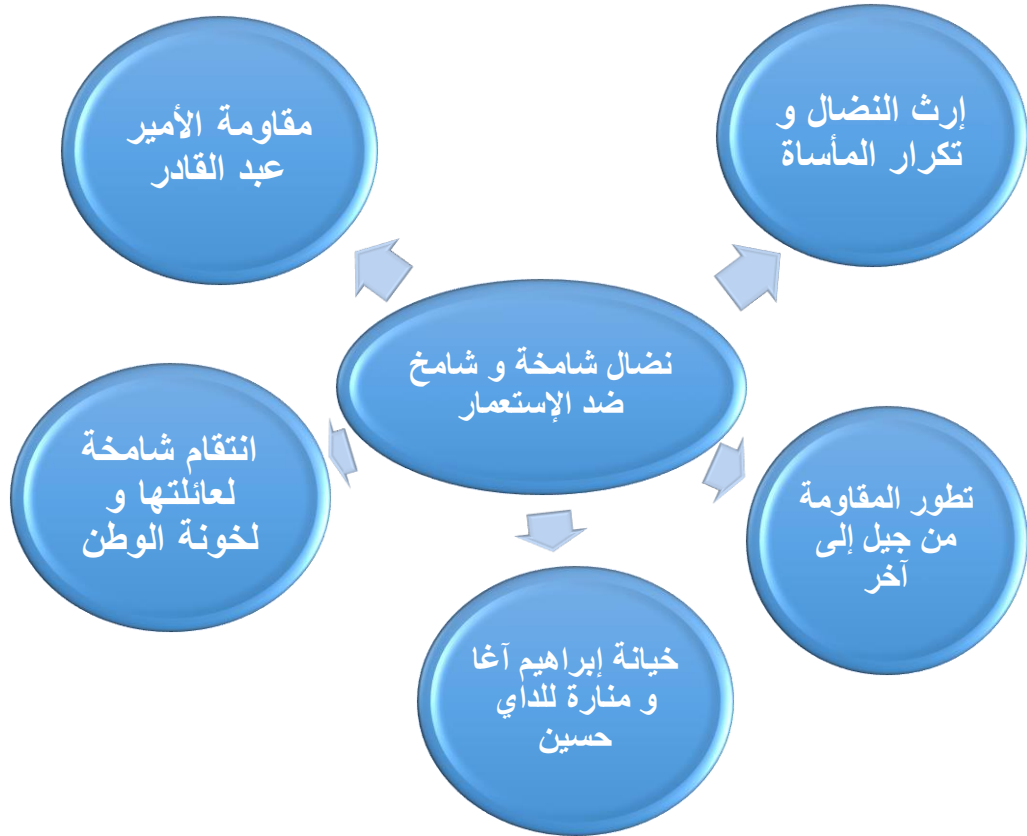 إرث النضال و
تكرار المأساة
مقاومة الأمير
عبد القادر
نضال شامخة و شامخ
ضد الإستعمار
تطور المقاومة
من جيل إلى
آخر
انتقام شامخة
لعائلتها و
لخونة الوطن
خيانة إبراهيم آغا
و منارة للداي
حسين